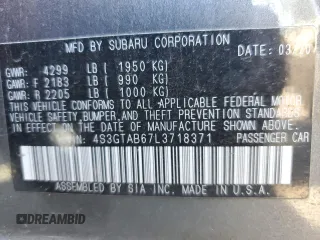 MFD BY SUBARU CORPORATION
DATE: 03
GVWR: 4299 LB ( 1950 KG)
GAWR: F 2183 LB ( 990 KG)
GAWR: R 2205 LB ( 1000 KG)
THIS VEHICLE CONFORMS TO ALL APPLICABLE FEDERAL MOTOR
VEHICLE SAFETY, BUMPER, AND THEFT PREVENTION STANDARDS
IN EFFECT ON THE DATE OF MANUFACTURE SHOWN ABOVE.
VIN: 4S3GTAB67L3718371 PASSENGER CAR
ASSEMBLED BY SIA INC. MADE IN U.S.A.
DREAMBID